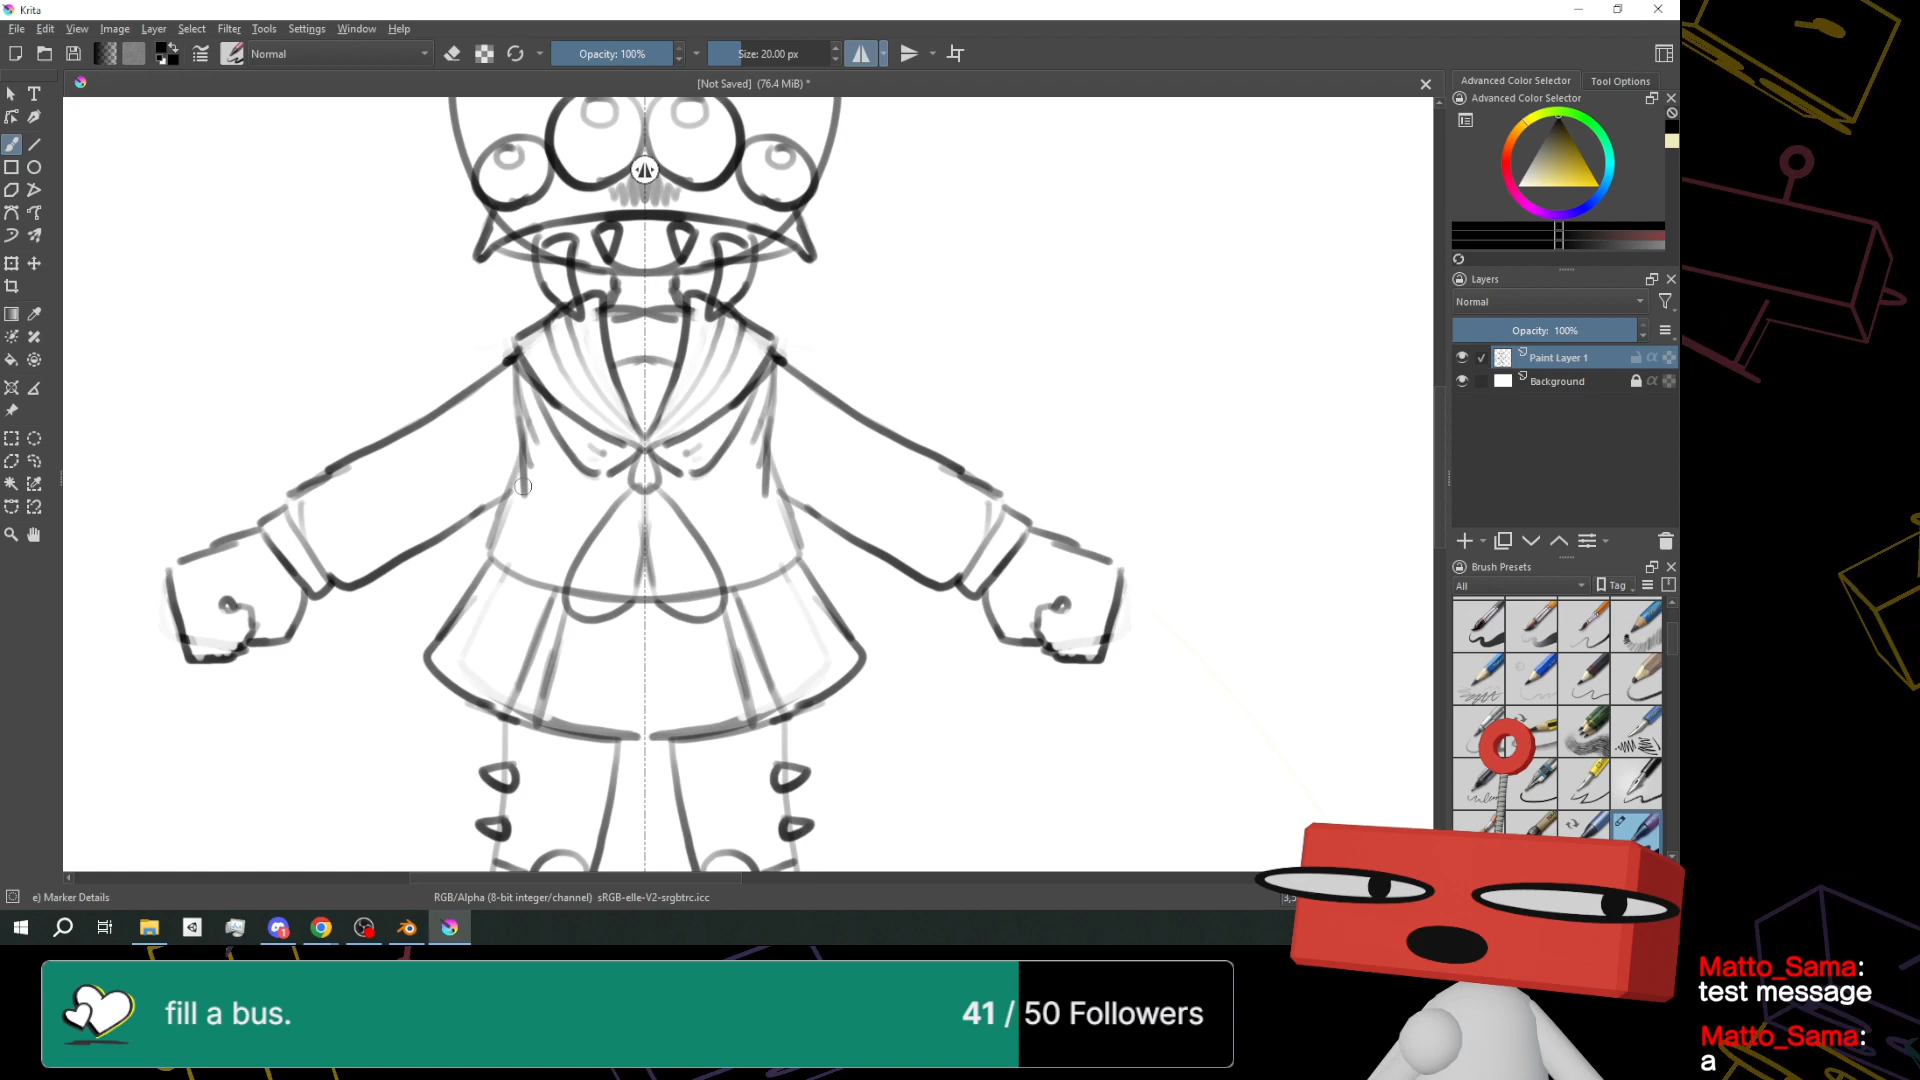 Krita
File Edit View Image Layer Select Filter Tools Settings Window Help
Normal
Opacity: 100%
Size: 20.00 px
[Not Saved] (76.4 MiB) *
Advanced Color Selector
Tool Options
Advanced Color Selector
Layers
Normal
Opacity: 100%
Paint Layer 1
Background
Brush Presets
All
Tag
e) Marker Details
RGB/Alpha (8-bit integer/channel) sRGB-elle-V2-srgbtrc.icc
fill a bus.
41 / 50 Followers
Matto_Sama:
test message
Matto_Sama:
a